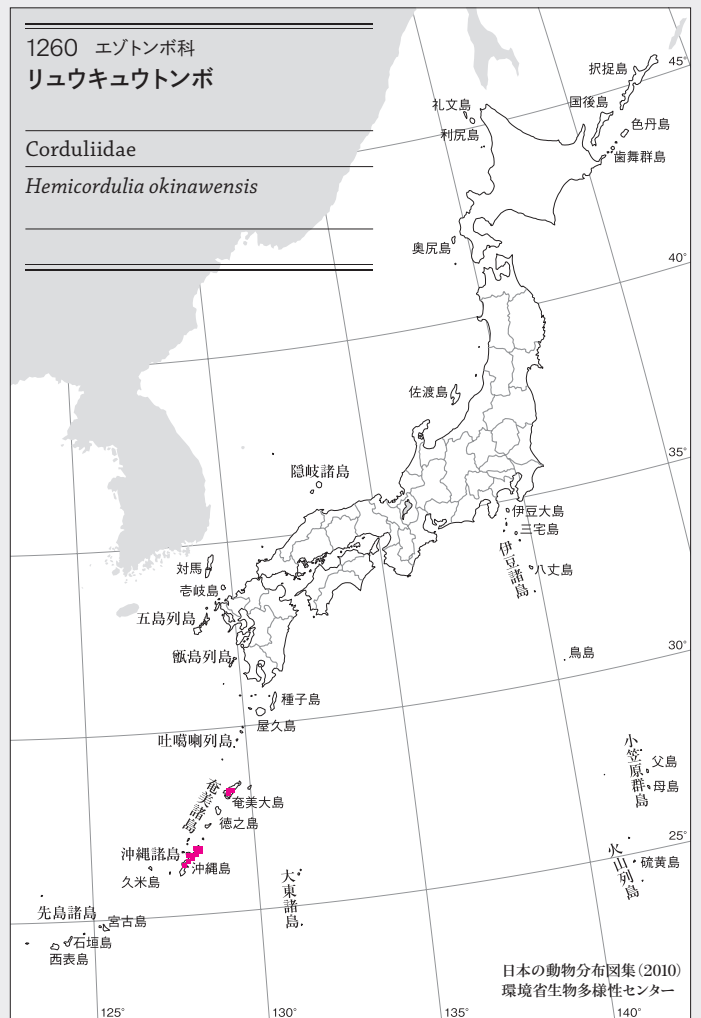 1260 エゾトンボ科
リュウキュウトンボ
Corduliidae
Hemicordulia okinawensis
択捉島
国後島
色丹島
歯舞群島
礼文島
利尻島
奥尻島
佐渡島
隠岐諸島
伊豆大島
三宅島
伊豆諸島
八丈島
対馬
壱岐島
五島列島
甑島列島
鳥島
種子島
屋久島
吐噶喇列島
小笠原群島
父島
母島
奄美諸島
奄美大島
徳之島
沖縄諸島
沖縄島
久米島
火山列島
硫黄島
大東諸島
先島諸島
宮古島
石垣島
西表島
45°
40°
35°
30°
25°
125°
130°
135°
140°
日本の動物分布図集(2010)
環境省生物多様性センター